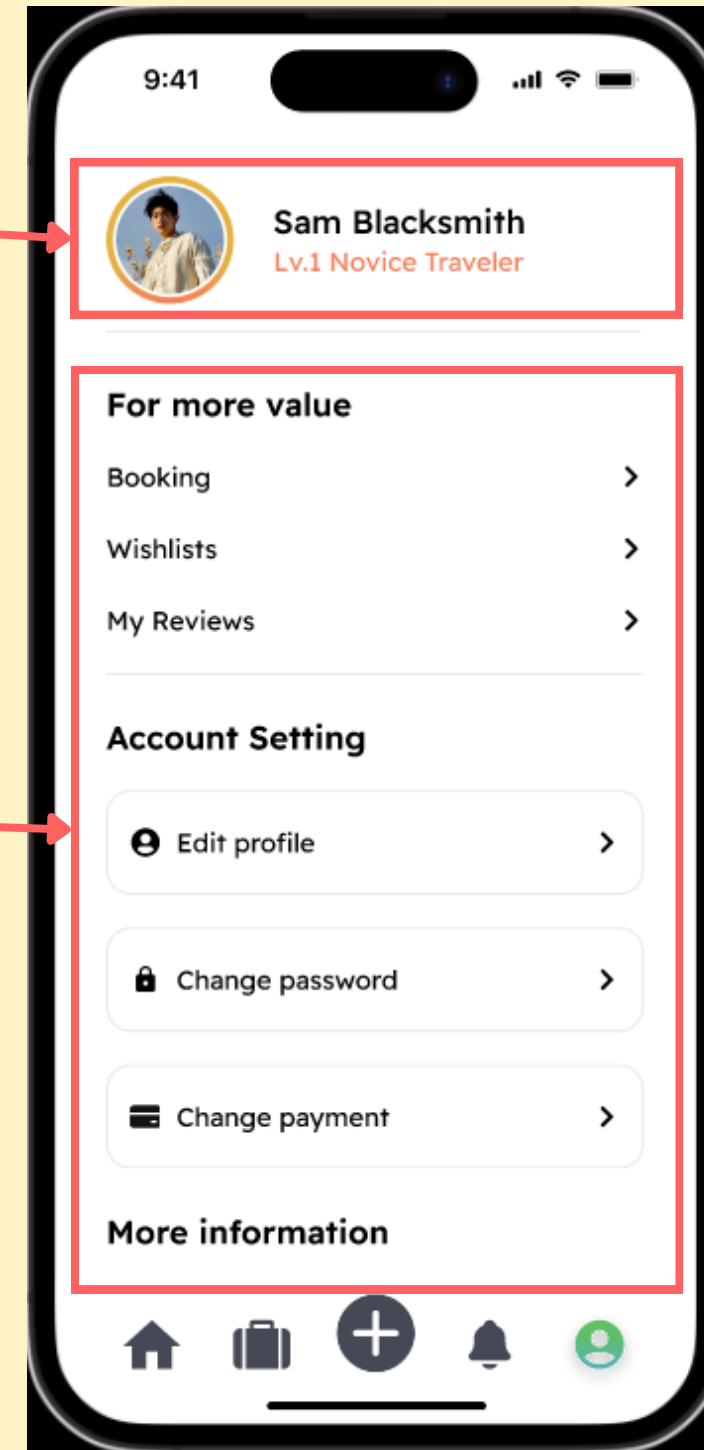 9:41
Sam Blacksmith
Lv.1 Novice Traveler
For more value
Booking
Wishlists
My Reviews
Account Setting
Edit profile
Change password
Change payment
More information